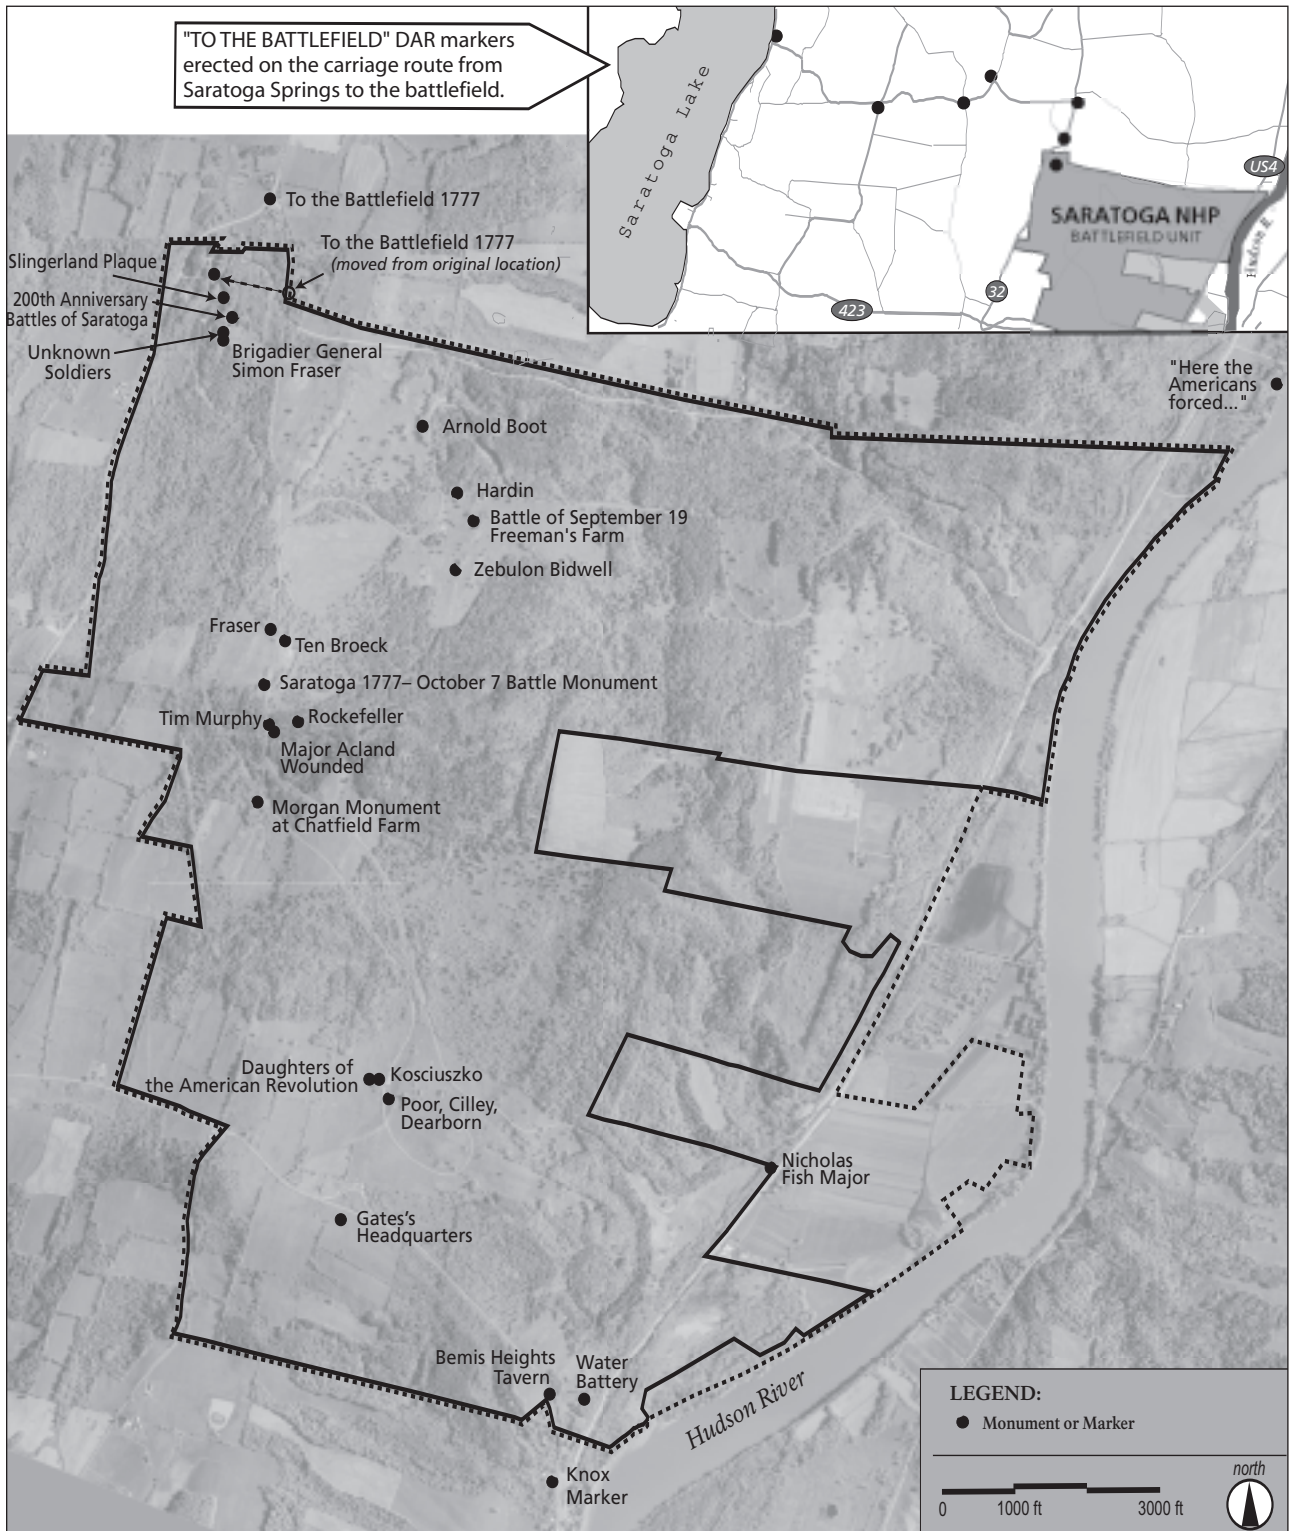 "TO THE BATTLEFIELD" DAR markers
erected on the carriage route from
Saratoga Springs to the battlefield.
Saratoga Lake
US4
SARATOGA NHP
BATTLEFIELD UNIT
Hudson R.
32
423
To the Battlefield 1777
To the Battlefield 1777
(moved from original location)
Slingerland Plaque
200th Anniversary
Battles of Saratoga
Unknown
Soldiers
Brigadier General
Simon Fraser
"Here the
Americans
forced..."
Arnold Boot
Hardin
Battle of September 19
Freeman's Farm
Zebulon Bidwell
Fraser
Ten Broeck
Saratoga 1777– October 7 Battle Monument
Tim Murphy
Rockefeller
Major Acland
Wounded
Morgan Monument
at Chatfield Farm
Daughters of
the American Revolution
Kosciuszko
Poor, Cilley,
Dearborn
Nicholas
Fish Major
Gates's
Headquarters
Bemis Heights
Tavern
Water
Battery
Hudson River
Knox
Marker
LEGEND:
Monument or Marker
0
1000 ft
3000 ft
north